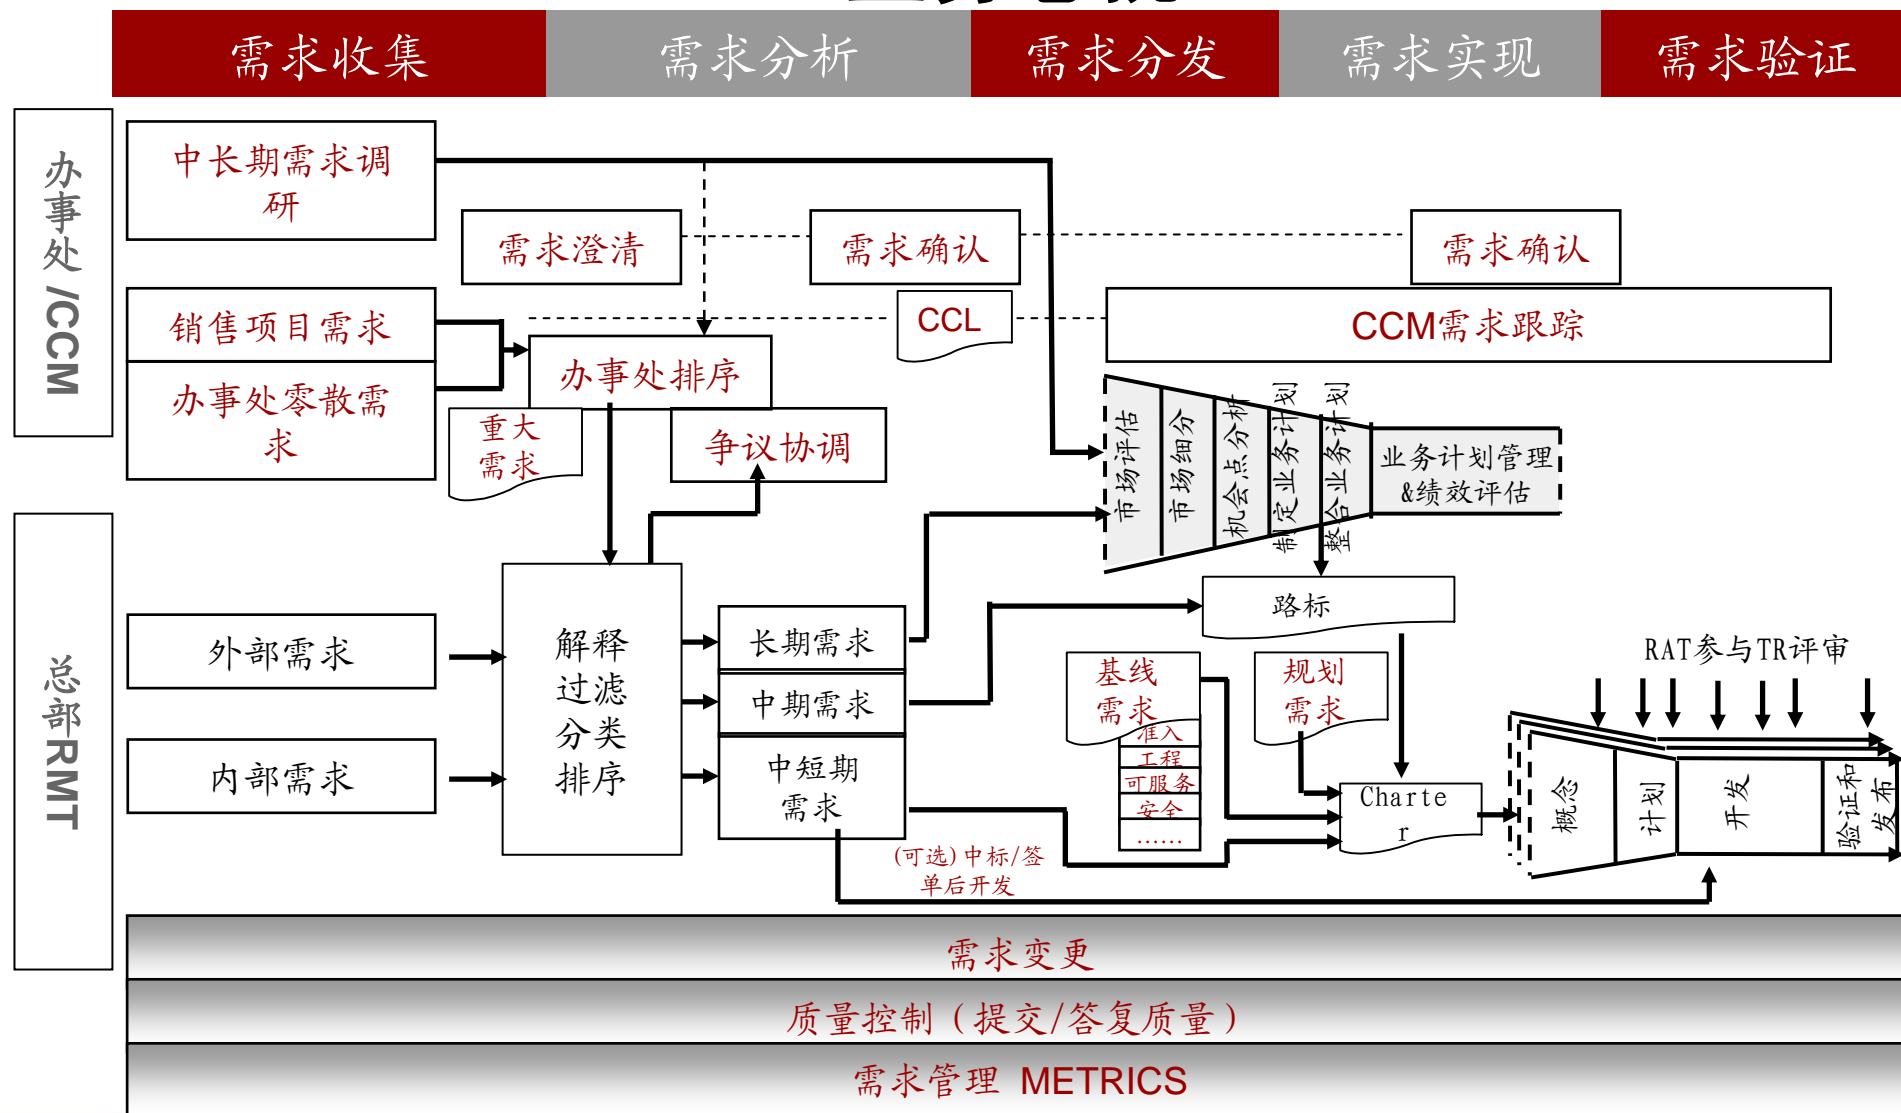 需求收集
需求分析
需求分发
需求实现
需求验证
办事处/CCM
中长期需求调
研
需求澄清
需求确认
需求确认
销售项目需求
CCL
CCM需求跟踪
办事处排序
办事处零散需
求
重大
需求
争议协调
市场评估
市场细分
机会点分析
制定业务计划
整合业务计划
业务计划管理
&绩效评估
总部RMT
外部需求
内部需求
解释
过滤
分类
排序
长期需求
中期需求
中短期
需求
路标
基线
需求
准入
工程
可服务
安全
......
规划
需求
Charte
r
RAT参与TR评审
概念
计划
开发
验证和
发布
(可选)中标/签
单后开发
需求变更
质量控制（提交/答复质量）
需求管理 METRICS